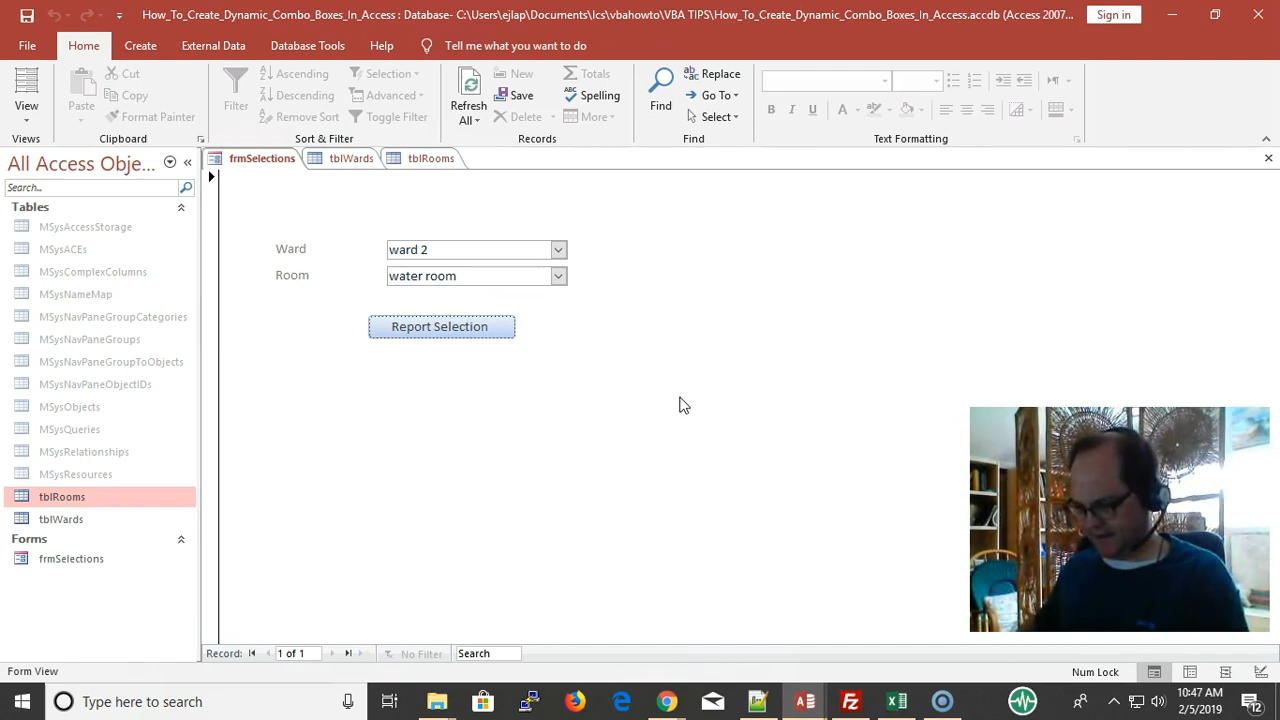 How_To_Create_Dynamic_Combo_Boxes_In_Access : Database- C:\Users\ejlap\Documents\lcs\vbahowto\VBA TIPS\How_To_Create_Dynamic_Combo_Boxes_In_Access.accdb (Access 2007...
Sign in
File Home Create External Data Database Tools Help Tell me what you want to do
View
Views
Paste
Cut
Copy
Format Painter
Clipboard
Filter
Ascending
Descending
Remove Sort
Selection
Advanced
Toggle Filter
Sort & Filter
Refresh
All
New
Save
Delete
Totals
Spelling
More
Records
Find
Replace
Go To
Select
Find
B I U A
Text Formatting
All Access Obje...
Search...
Tables
MSysAccessStorage
MSysACEs
MSysComplexColumns
MSysNameMap
MSysNavPaneGroupCategories
MSysNavPaneGroups
MSysNavPaneGroupToObjects
MSysNavPaneObjectIDs
MSysObjects
MSysQueries
MSysRelationships
MSysResources
tblRooms
tblWards
Forms
frmSelections
frmSelections tblWards tblRooms
Ward ward 2
Room water room
Report Selection
Record: 1 of 1 No Filter Search
Form View
Num Lock
Type here to search
10:47 AM
2/5/2019
12